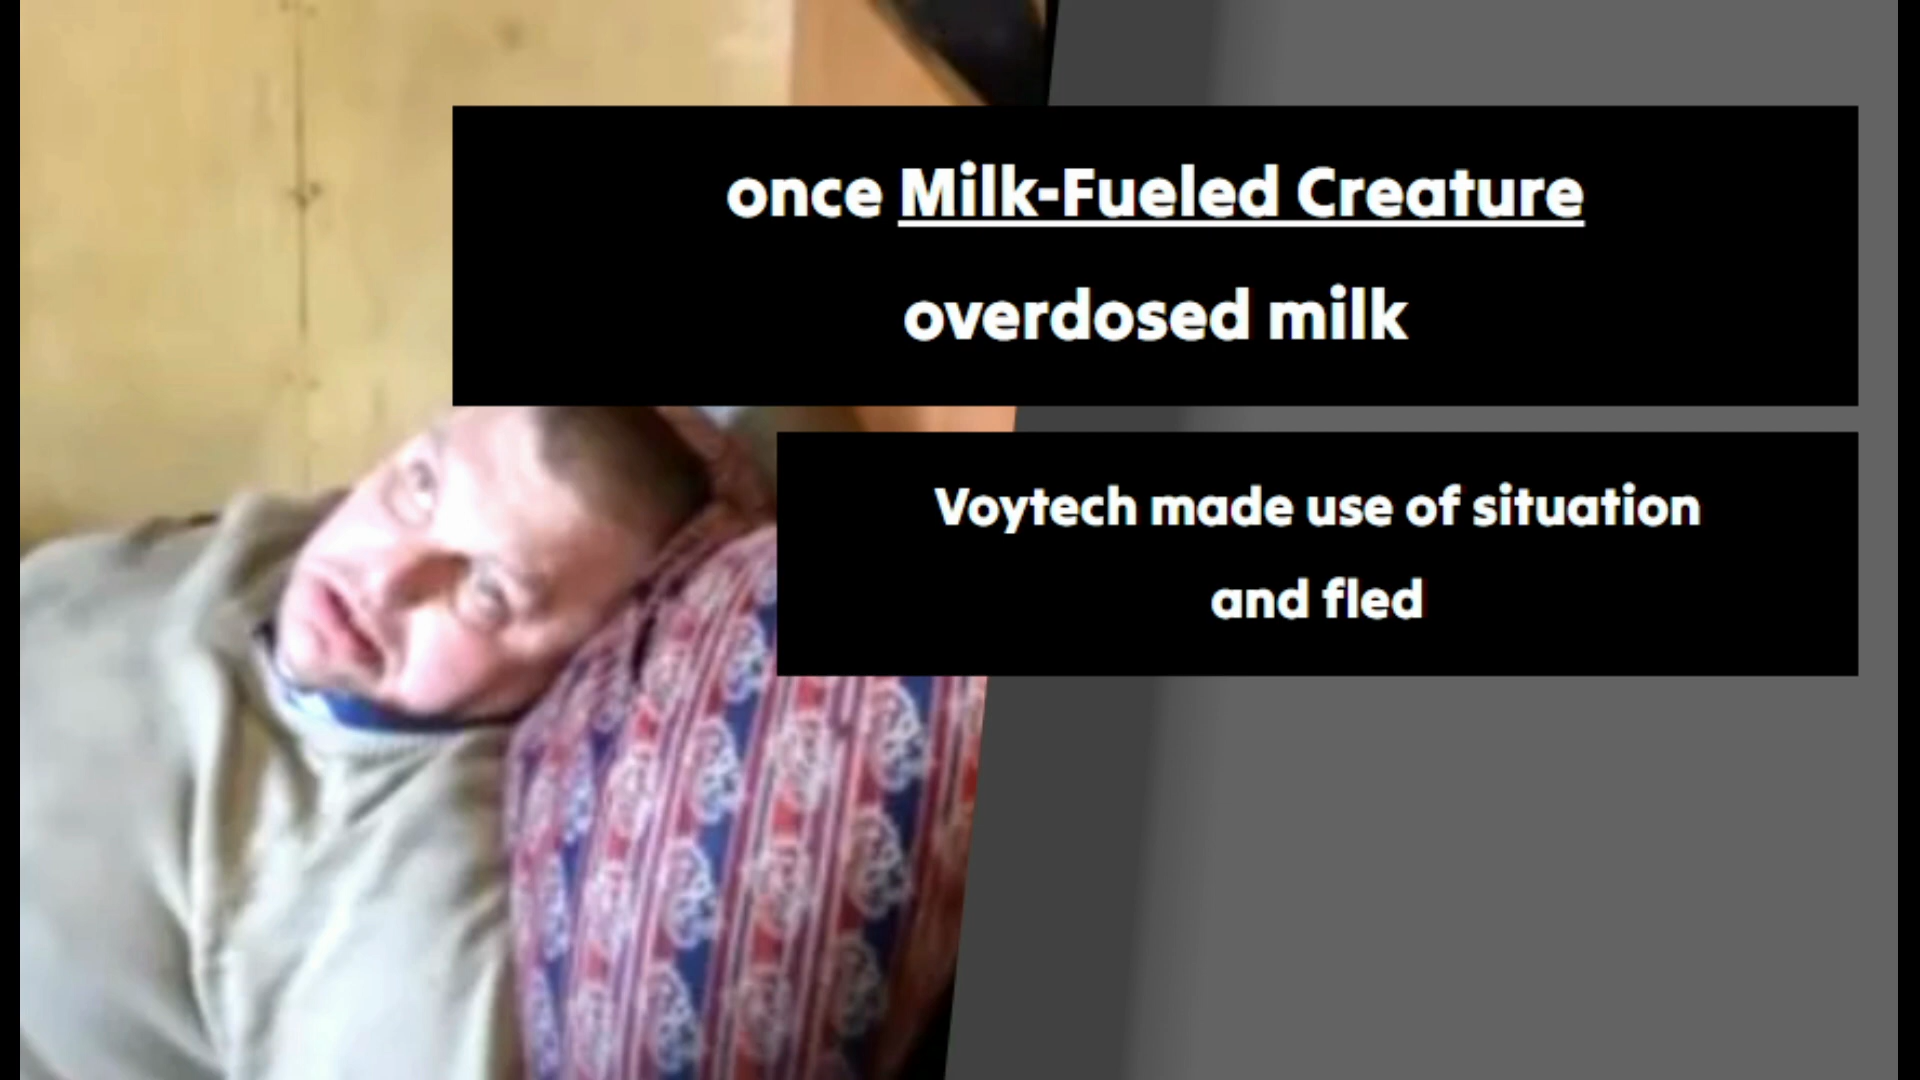 once Milk-Fueled Creature
overdosed milk
Voytech made use of situation
and fled